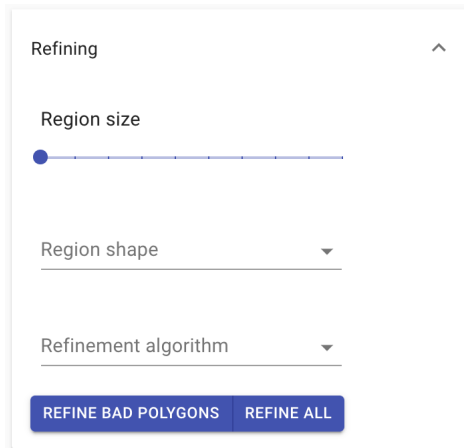 Refining
Region size
Region shape
Refinement algorithm
REFINE BAD POLYGONS REFINE ALL